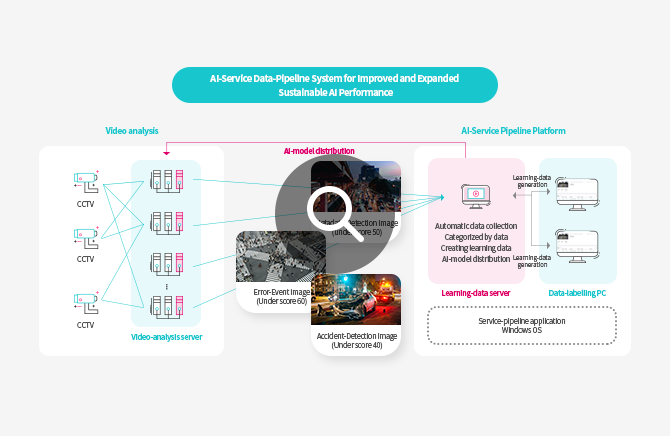 AI-Service Data-Pipeline System for Improved and Expanded
Sustainable AI Performance
Video analysis
AI-Service Pipeline Platform
AI-model distribution
CCTV
CCTV
CCTV
Video-analysis server
Detection Image
(Under score 50)
Error-Event Image
(Under score 60)
Accident-Detection Image
(Under score 40)
Automatic data collection
Categorized by data
Creating learning data
AI-model distribution
Learning-data
generation
Learning-data
generation
Learning-data server
Data-labelling PC
Service-pipeline application
Windows OS